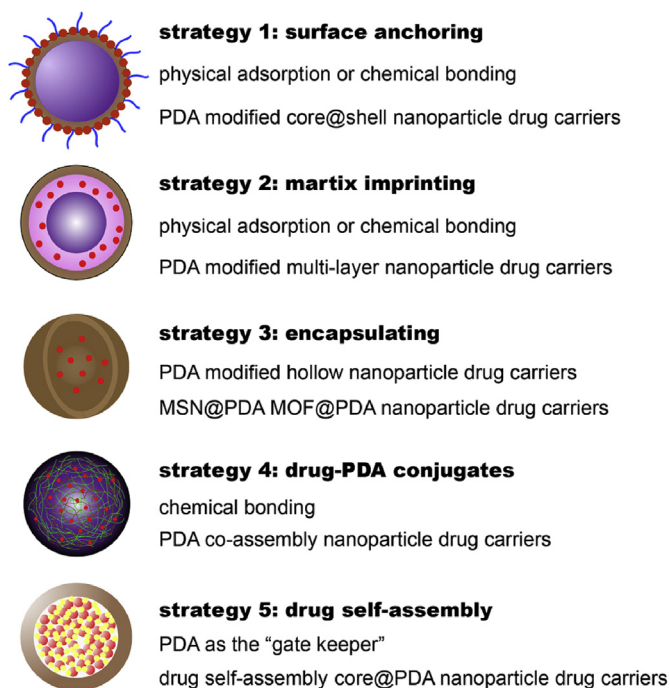 strategy 1: surface anchoring
physical adsorption or chemical bonding
PDA modified core@shell nanoparticle drug carriers
strategy 2: martix imprinting
physical adsorption or chemical bonding
PDA modified multi-layer nanoparticle drug carriers
strategy 3: encapsulating
PDA modified hollow nanoparticle drug carriers
MSN@PDA MOF@PDA nanoparticle drug carriers
strategy 4: drug-PDA conjugates
chemical bonding
PDA co-assembly nanoparticle drug carriers
strategy 5: drug self-assembly
PDA as the “gate keeper”
drug self-assembly core@PDA nanoparticle drug carriers